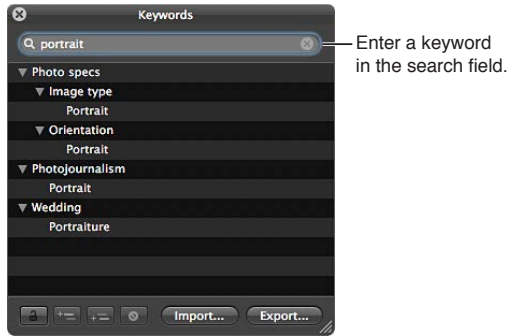 Keywords
portrait
Enter a keyword
in the search field.
Photo specs
Image type
Portrait
Orientation
Portrait
Photojournalism
Portrait
Wedding
Portraiture
Import...
Export...